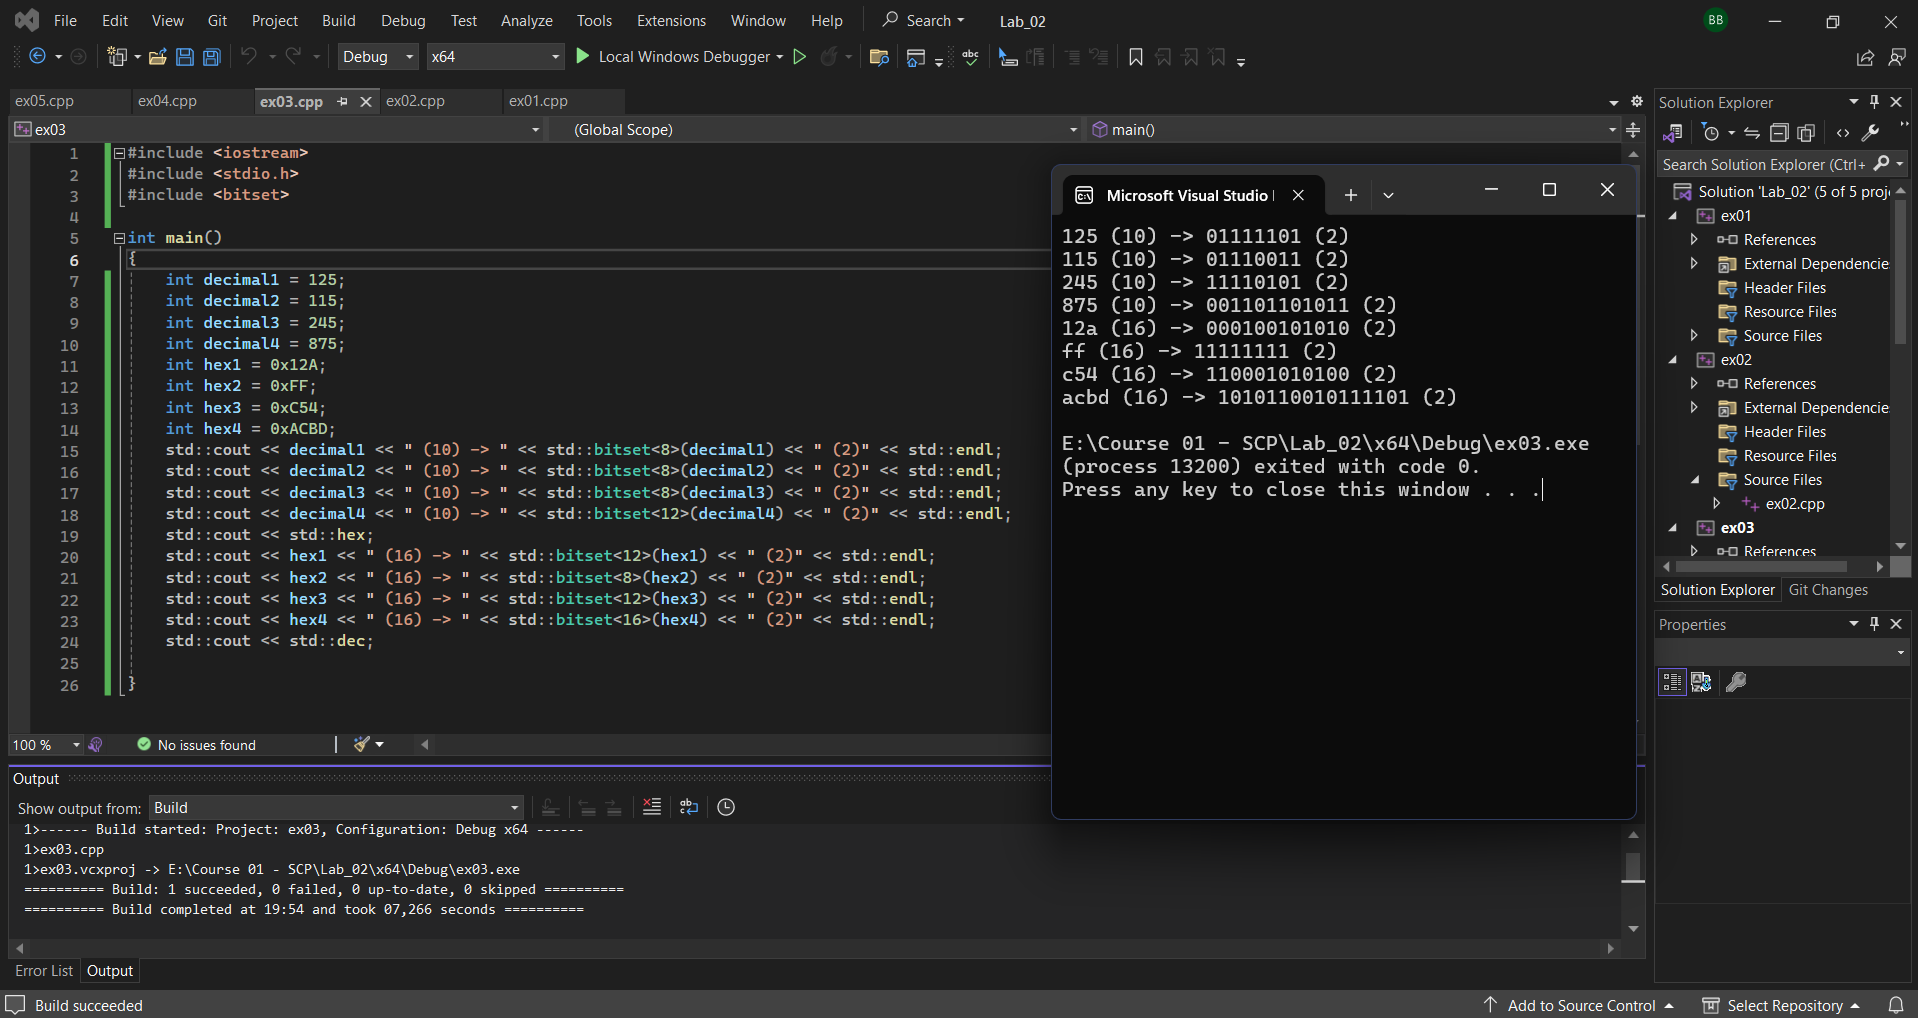 File Edit View Git Project Build Debug Test Analyze Tools Extensions Window Help Search Lab_02 BB
Debug x64 Local Windows Debugger
ex05.cpp ex04.cpp ex03.cpp ex02.cpp ex01.cpp
ex03 (Global Scope) main()
1 #include <iostream>
2 #include <stdio.h>
3 #include <bitset>
4
5 int main()
6 {
7 int decimal1 = 125;
8 int decimal2 = 115;
9 int decimal3 = 245;
10 int decimal4 = 875;
11 int hex1 = 0x12A;
12 int hex2 = 0xFF;
13 int hex3 = 0xC54;
14 int hex4 = 0xACBD;
15 std::cout << decimal1 << " (10) -> " << std::bitset<8>(decimal1) << " (2)" << std::endl;
16 std::cout << decimal2 << " (10) -> " << std::bitset<8>(decimal2) << " (2)" << std::endl;
17 std::cout << decimal3 << " (10) -> " << std::bitset<8>(decimal3) << " (2)" << std::endl;
18 std::cout << decimal4 << " (10) -> " << std::bitset<12>(decimal4) << " (2)" << std::endl;
19 std::cout << std::hex;
20 std::cout << hex1 << " (16) -> " << std::bitset<12>(hex1) << " (2)" << std::endl;
21 std::cout << hex2 << " (16) -> " << std::bitset<8>(hex2) << " (2)" << std::endl;
22 std::cout << hex3 << " (16) -> " << std::bitset<12>(hex3) << " (2)" << std::endl;
23 std::cout << hex4 << " (16) -> " << std::bitset<16>(hex4) << " (2)" << std::endl;
24 std::cout << std::dec;
25
26 }
100 % No issues found
Microsoft Visual Studio
125 (10) -> 01111101 (2)
115 (10) -> 01110011 (2)
245 (10) -> 11110101 (2)
875 (10) -> 001101101011 (2)
12a (16) -> 000100101010 (2)
ff (16) -> 11111111 (2)
c54 (16) -> 110001010100 (2)
acbd (16) -> 1010110010111101 (2)
E:\Course 01 - SCP\Lab_02\x64\Debug\ex03.exe
(process 13200) exited with code 0.
Press any key to close this window . . .
Output
Show output from: Build
1>------ Build started: Project: ex03, Configuration: Debug x64 ------
1>ex03.cpp
1>ex03.vcxproj -> E:\Course 01 - SCP\Lab_02\x64\Debug\ex03.exe
========== Build: 1 succeeded, 0 failed, 0 up-to-date, 0 skipped ==========
========== Build completed at 19:54 and took 07,266 seconds ==========
Error List Output
Solution Explorer
Search Solution Explorer (Ctrl+
Solution 'Lab_02' (5 of 5 proj
ex01
References
External Dependencie
Header Files
Resource Files
Source Files
ex02
References
External Dependencie
Header Files
Resource Files
Source Files
ex02.cpp
ex03
References
Solution Explorer Git Changes
Properties
Build succeeded Add to Source Control Select Repository